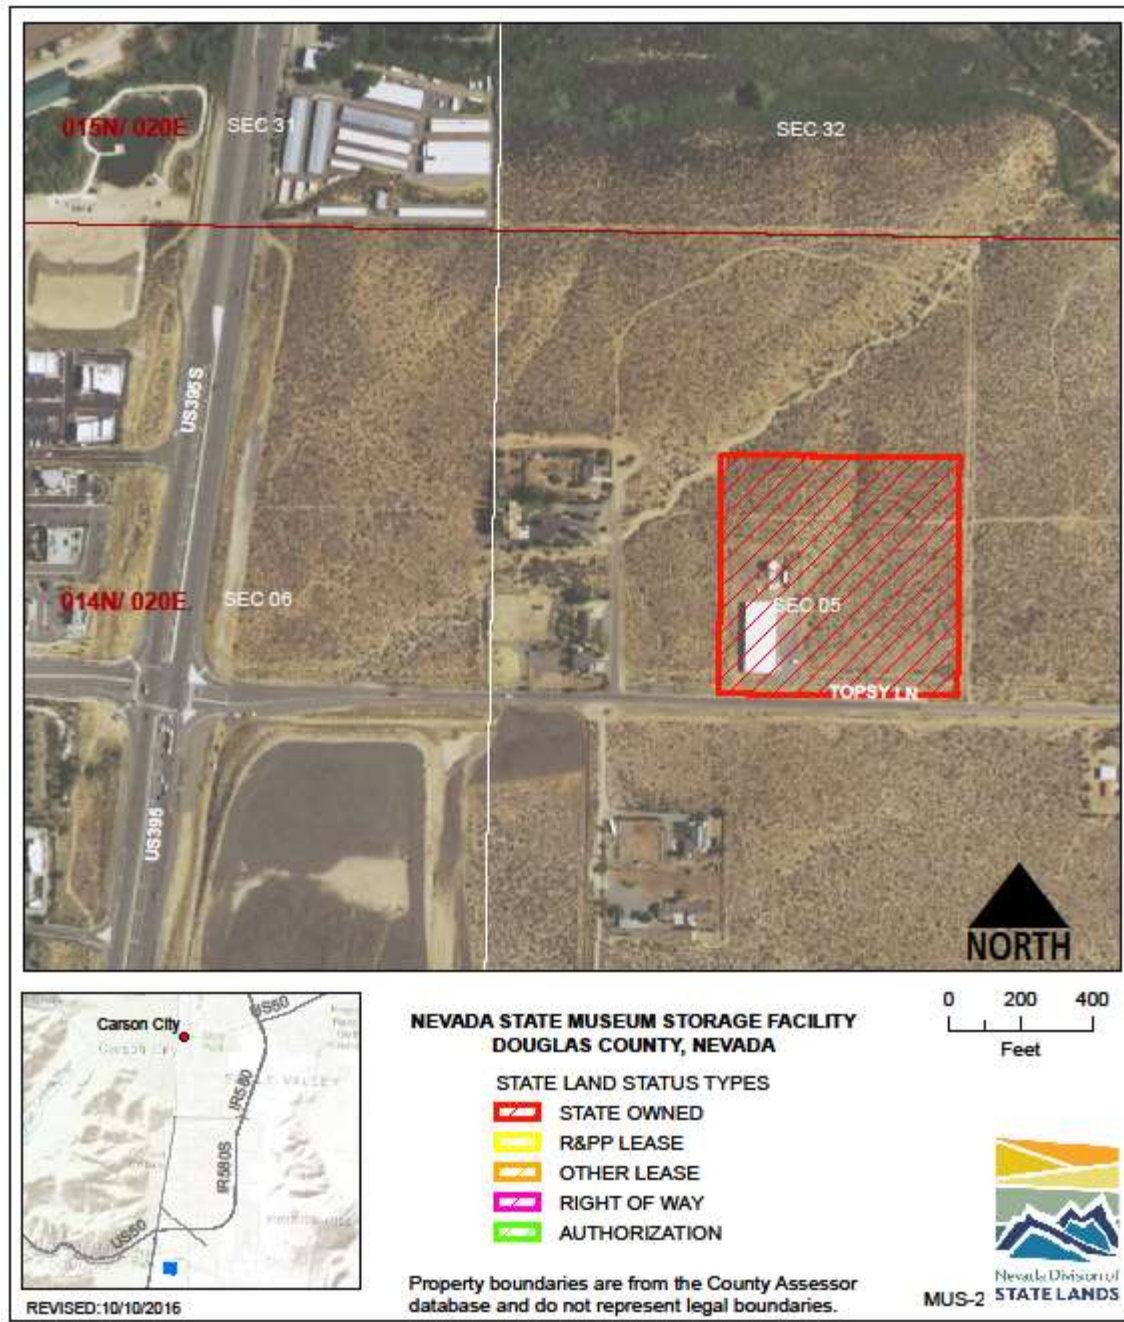 015N/ 020E
SEC 31
SEC 32
US395 S
014N/ 020E
SEC 06
SEC 05
TOPSY LN
US395
NORTH
Carson City
Carson City
US50
IR580
IR580S
US50
REVISED:10/10/2016
NEVADA STATE MUSEUM STORAGE FACILITY
DOUGLAS COUNTY, NEVADA
STATE LAND STATUS TYPES
STATE OWNED
R&PP LEASE
OTHER LEASE
RIGHT OF WAY
AUTHORIZATION
Property boundaries are from the County Assessor
database and do not represent legal boundaries.
0 200 400
Feet
MUS-2
Nevada Division of
STATE LANDS